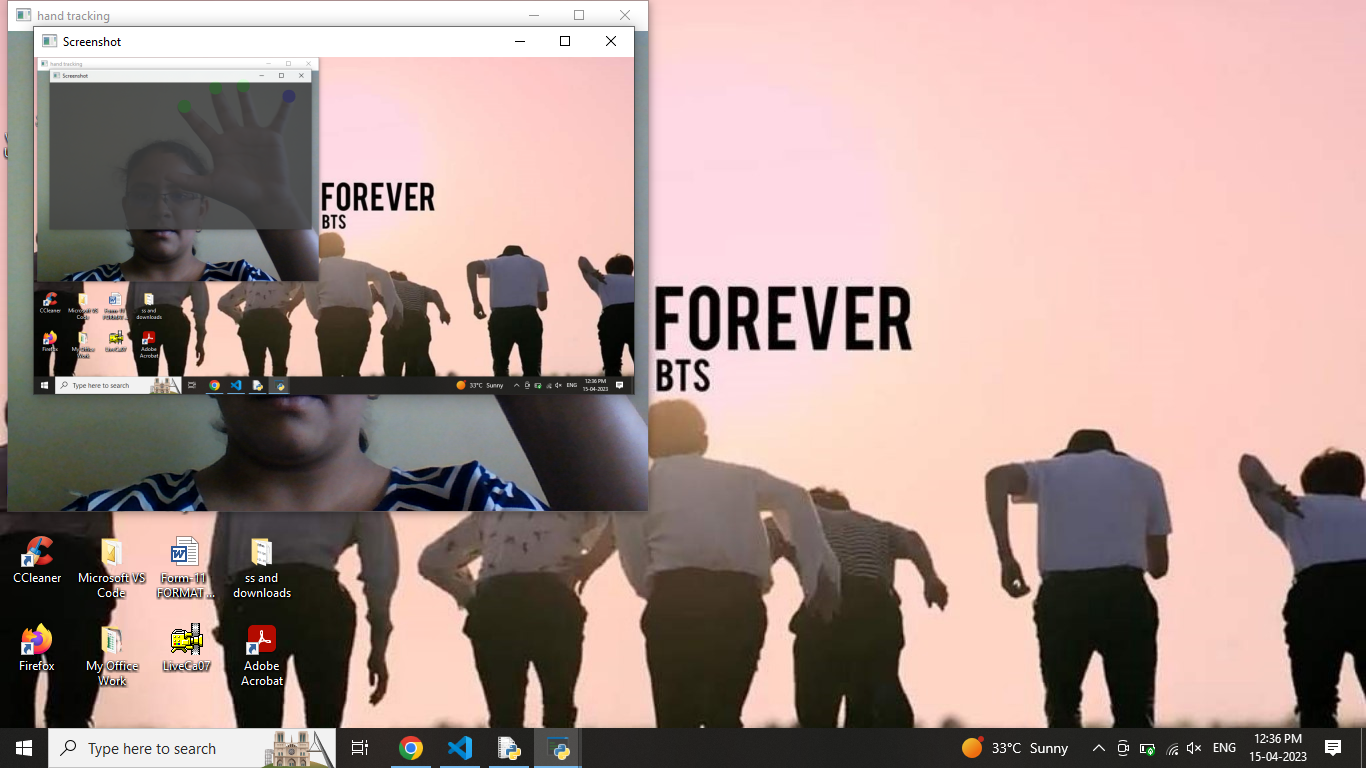 hand tracking
Screenshot
hand tracking
Screenshot
FOREVER
BTS
CCleaner
Microsoft VS
Code
Form-11
FORMAT ...
ss and
downloads
Firefox
My Office
Work
LiveCa07
Adobe
Acrobat
Type here to search
33°C Sunny
ENG
12:36 PM
15-04-2023
FOREVER
BTS
CCleaner
Microsoft VS
Code
Form-11
FORMAT ...
ss and
downloads
Firefox
My Office
Work
LiveCa07
Adobe
Acrobat
Type here to search
33°C Sunny
ENG
12:36 PM
15-04-2023